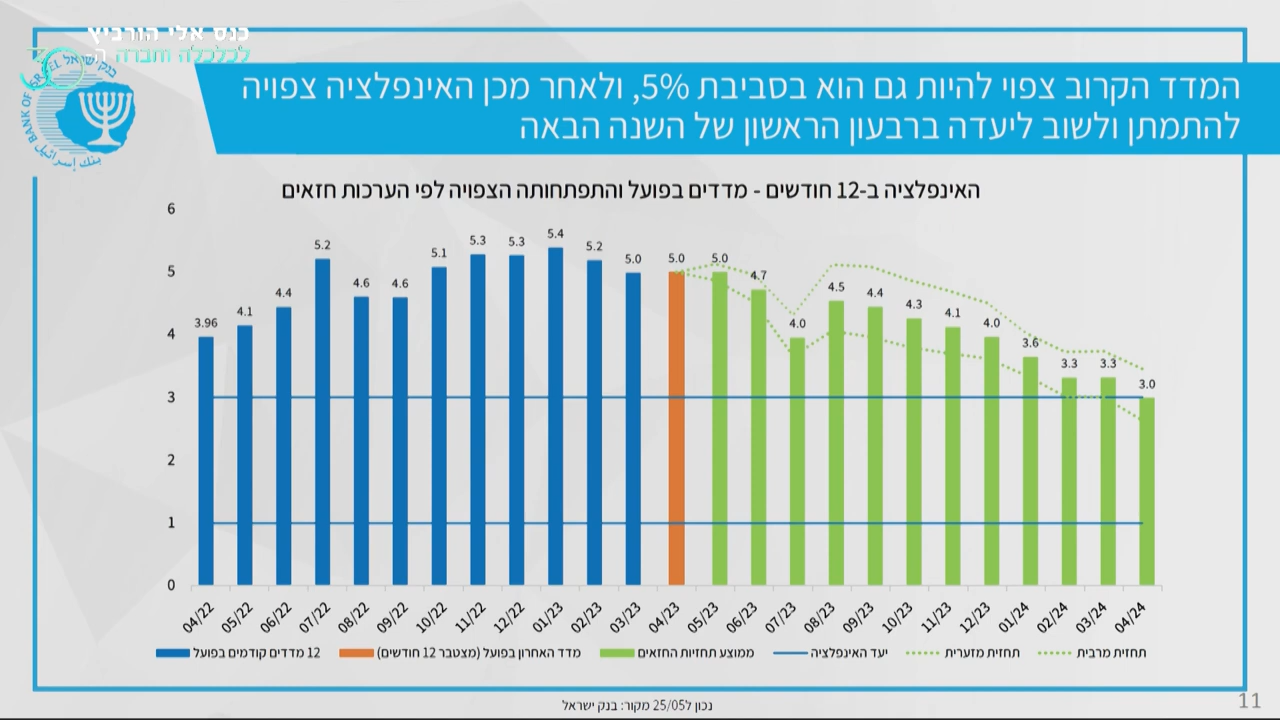 כנס אלי הורביץ
לכלכלה וחברה ה-
30
BANK OF ISRAEL
בנק ישראל
بنك إسرائيل
המדד הקרוב צפוי להיות גם הוא בסביבת 5%, ולאחר מכן האינפלציה צפויה
להתמתן ולשוב ליעדה ברבעון הראשון של השנה הבאה
האינפלציה ב-12 חודשים - מדדים בפועל והתפתחותה הצפויה לפי הערכות חזאים
6
5
4
3
2
1
0
3.96 4.1 4.4 5.2 4.6 4.6 5.1 5.3 5.3 5.4 5.2 5.0 5.0 5.0 4.7 4.0 4.5 4.4 4.3 4.1 4.0 3.6 3.3 3.3 3.0
04/22 05/22 06/22 07/22 08/22 09/22 10/22 11/22 12/22 01/23 02/23 03/23 04/23 05/23 06/23 07/23 08/23 09/23 10/23 11/23 12/23 01/24 02/24 03/24 04/24
12 מדדים קודמים בפועל
מדד האחרון בפועל (מצטבר 12 חודשים)
ממוצע תחזיות החזאים
יעד האינפלציה
תחזית מזערית
תחזית מרבית
נכון ל25/05 מקור: בנק ישראל
11